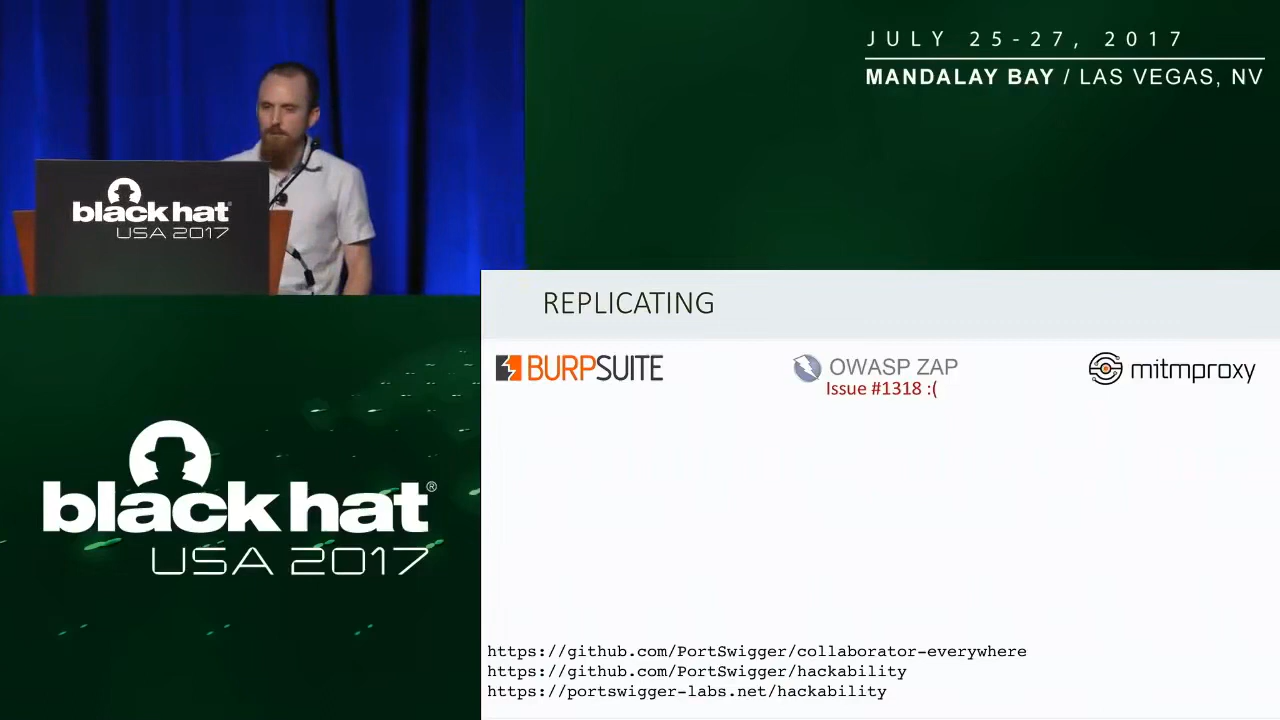 JULY 25-27, 2017
MANDALAY BAY / LAS VEGAS, NV
black hat
USA 2017
REPLICATING
BURPSUITE
OWASP ZAP
Issue #1318 :(
mitmproxy
black hat®
USA 2017
https://github.com/PortSwigger/collaborator-everywhere
https://github.com/PortSwigger/hackability
https://portswigger-labs.net/hackability